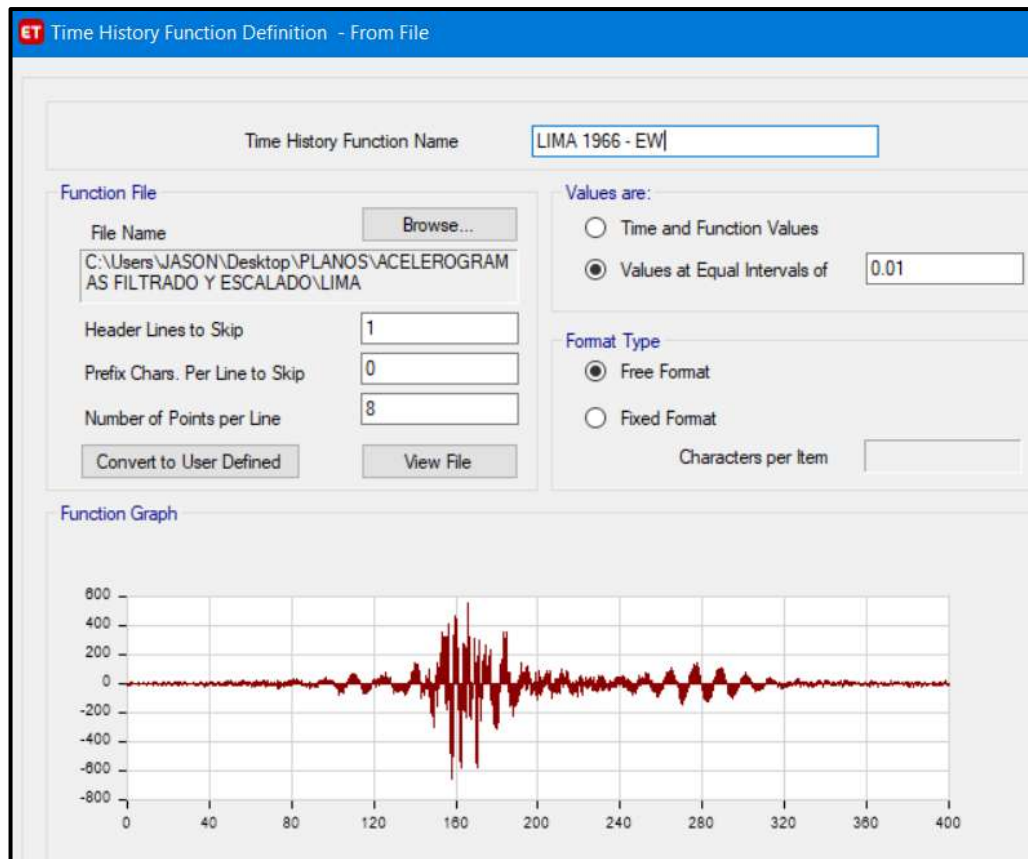 ET Time History Function Definition - From File
Time History Function Name LIMA 1966 - EW
Function File
File Name Browse...
C:\Users\JASON\Desktop\PLANOS\ACELEROGRAM
AS FILTRADO Y ESCALADO\LIMA
Header Lines to Skip 1
Prefix Chars. Per Line to Skip 0
Number of Points per Line 8
Convert to User Defined View File
Values are:
Time and Function Values
Values at Equal Intervals of 0.01
Format Type
Free Format
Fixed Format
Characters per Item
Function Graph
600
400
200
0
-200
-400
-600
-800
0 40 80 120 160 200 240 280 320 360 400